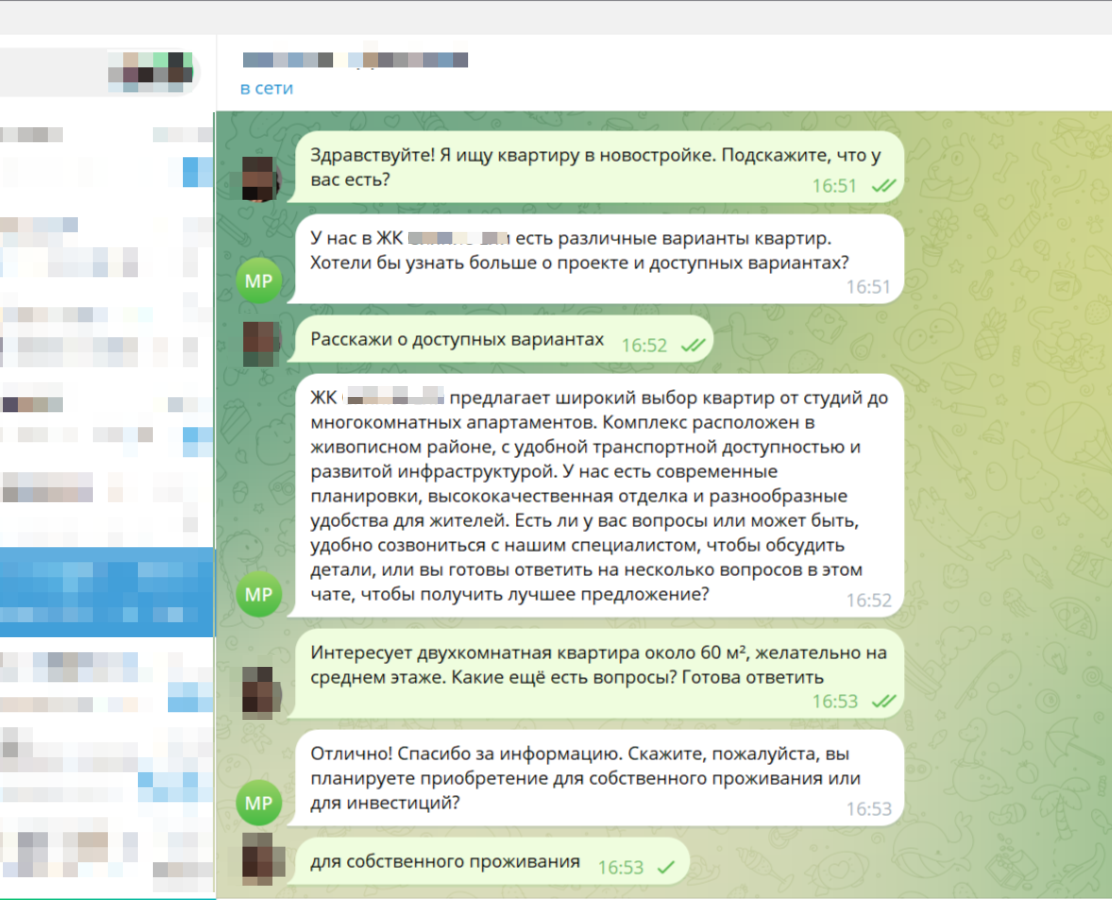 в сети
Здравствуйте! Я ищу квартиру в новостройке. Подскажите, что у
вас есть?
16:51
У нас в ЖК есть различные варианты квартир.
Хотели бы узнать больше о проекте и доступных вариантах?
16:51
МР
Расскажи о доступных вариантах
16:52
ЖК предлагает широкий выбор квартир от студий до
многокомнатных апартаментов. Комплекс расположен в
живописном районе, с удобной транспортной доступностью и
развитой инфраструктурой. У нас есть современные
планировки, высококачественная отделка и разнообразные
удобства для жителей. Есть ли у вас вопросы или может быть,
удобно созвониться с нашим специалистом, чтобы обсудить
детали, или вы готовы ответить на несколько вопросов в этом
чате, чтобы получить лучшее предложение?
16:52
МР
Интересует двухкомнатная квартира около 60 м², желательно на
среднем этаже. Какие ещё есть вопросы? Готова ответить
16:53
Отлично! Спасибо за информацию. Скажите, пожалуйста, вы
планируете приобретение для собственного проживания или
для инвестиций?
16:53
МР
для собственного проживания
16:53